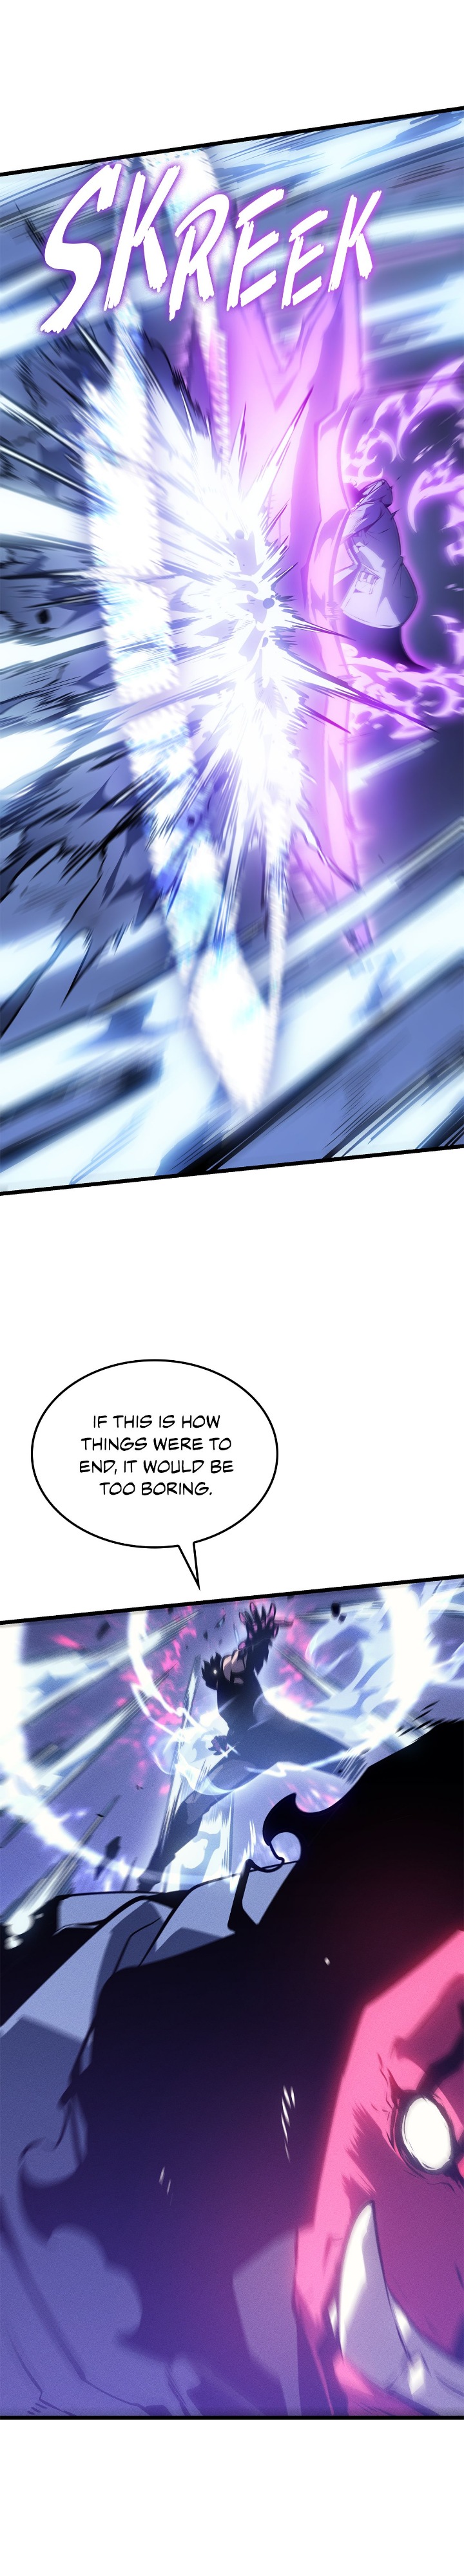 SKREEK
IF THIS IS HOW
THINGS WERE TO
END, IT WOULD BE
TOO BORING.